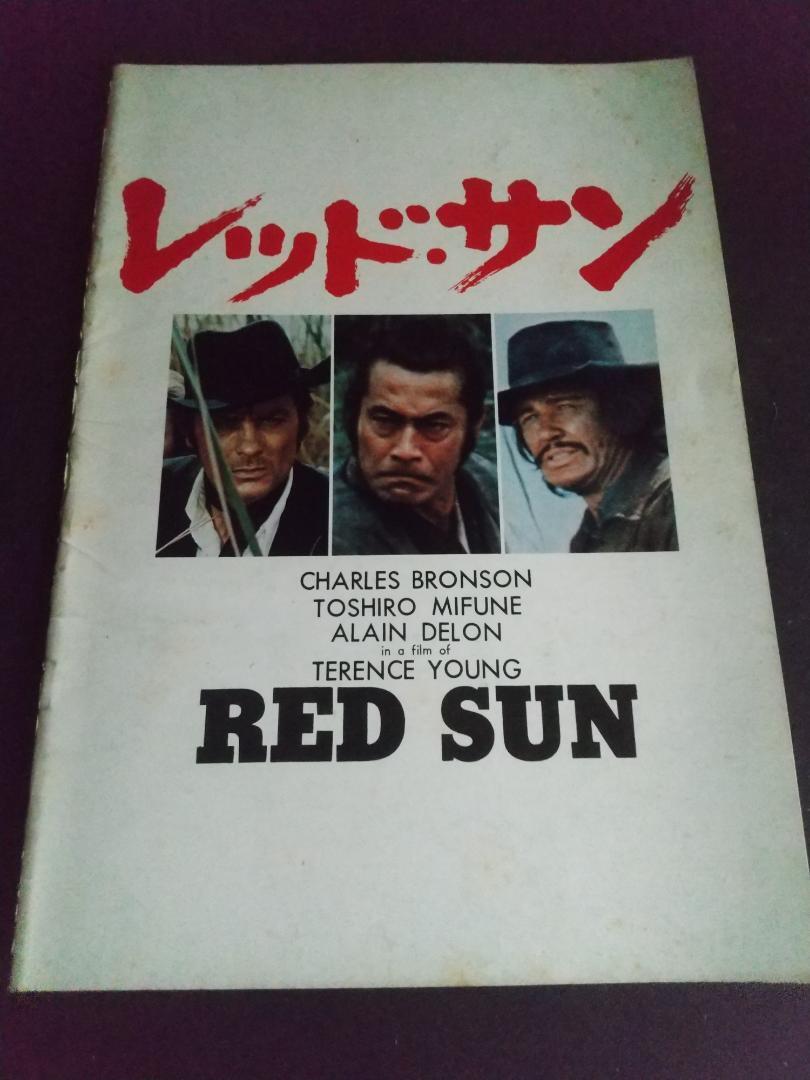 レッド・サン
CHARLES BRONSON
TOSHIRO MIFUNE
ALAIN DELON
in a film of
TERENCE YOUNG
RED SUN